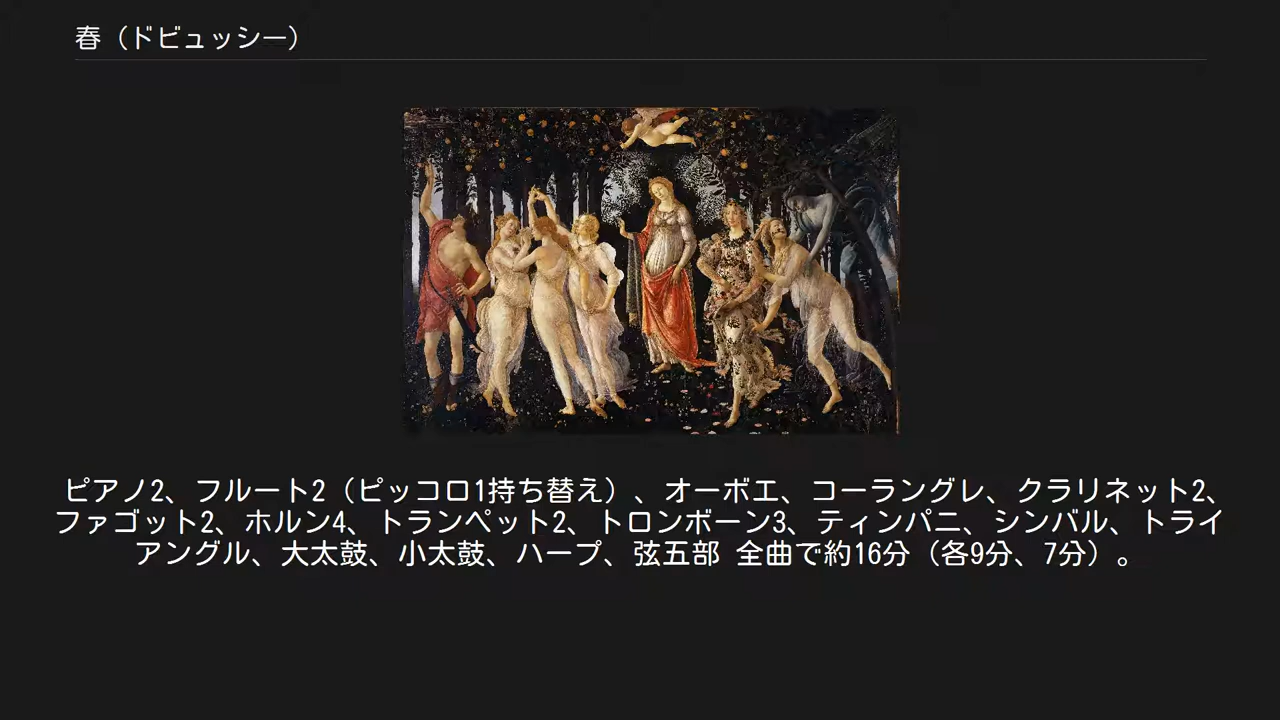 春（ドビュッシー）
ピアノ2、フルート2（ピッコロ1持ち替え）、オーボエ、コーラングレ、クラリネット2、
ファゴット2、ホルン4、トランペット2、トロンボーン3、ティンパニ、シンバル、トライ
アングル、大太鼓、小太鼓、ハープ、弦五部 全曲で約16分（各9分、7分）。